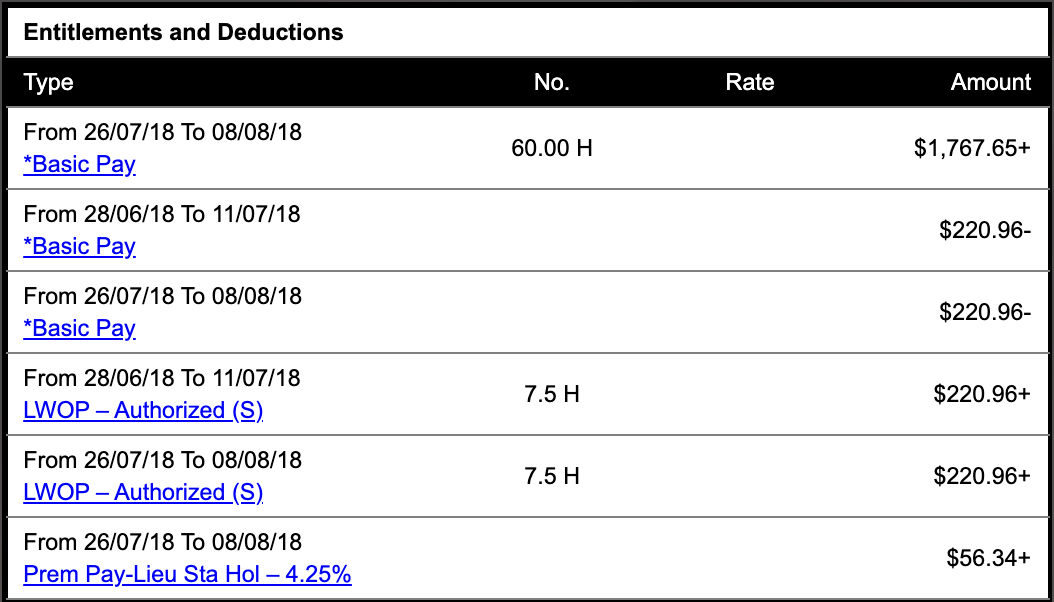 Entitlements and Deductions
Type No. Rate Amount
From 26/07/18 To 08/08/18
*Basic Pay 60.00 H $1,767.65+
From 28/06/18 To 11/07/18
*Basic Pay $220.96-
From 26/07/18 To 08/08/18
*Basic Pay $220.96-
From 28/06/18 To 11/07/18
LWOP – Authorized (S) 7.5 H $220.96+
From 26/07/18 To 08/08/18
LWOP – Authorized (S) 7.5 H $220.96+
From 26/07/18 To 08/08/18
Prem Pay-Lieu Sta Hol – 4.25% $56.34+